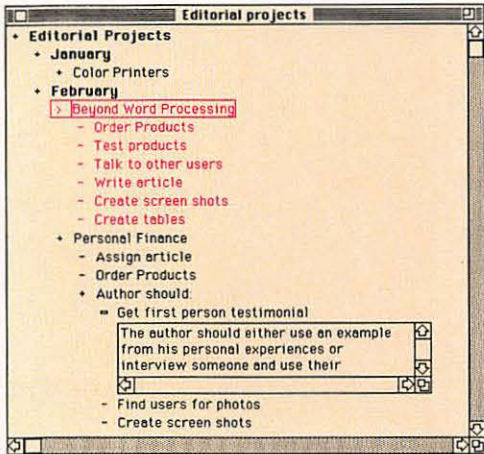 Editorial projects
+ Editorial Projects
+ January
+ Color Printers
+ February
> Beyond Word Processing
- Order Products
- Test products
- Talk to other users
- Write article
- Create screen shots
- Create tables
+ Personal Finance
- Assign article
- Order Products
+ Author should:
= Get first person testimonial
The author should either use an example
from his personal experiences or
interview someone and use their
- Find users for photos
- Create screen shots